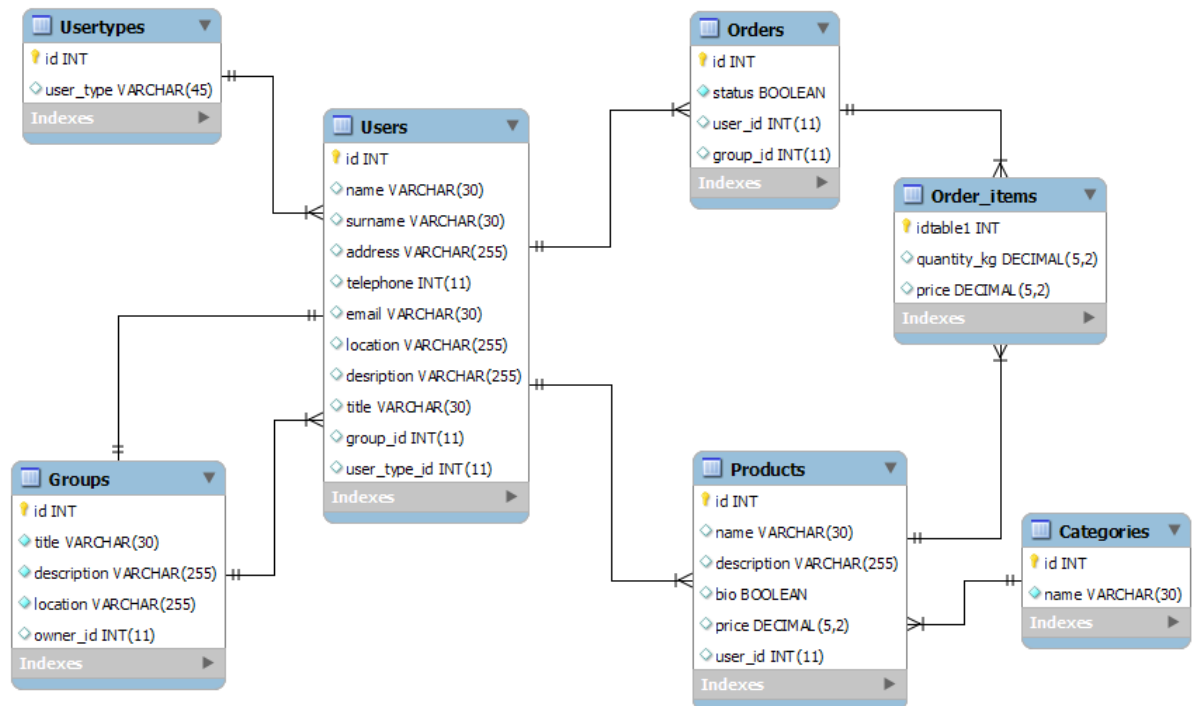 Usertypes
id INT
user_type VARCHAR(45)
Indexes
Users
id INT
name VARCHAR(30)
surname VARCHAR(30)
address VARCHAR(255)
telephone INT(11)
email VARCHAR(30)
location VARCHAR(255)
desription VARCHAR(255)
title VARCHAR(30)
group_id INT(11)
user_type_id INT(11)
Indexes
Groups
id INT
title VARCHAR(30)
description VARCHAR(255)
location VARCHAR(255)
owner_id INT(11)
Indexes
Orders
id INT
status BOOLEAN
user_id INT(11)
group_id INT(11)
Indexes
Order_items
idtable1 INT
quantity_kg DECIMAL(5,2)
price DECIMAL(5,2)
Indexes
Products
id INT
name VARCHAR(30)
description VARCHAR(255)
bio BOOLEAN
price DECIMAL(5,2)
user_id INT(11)
Indexes
Categories
id INT
name VARCHAR(30)
Indexes